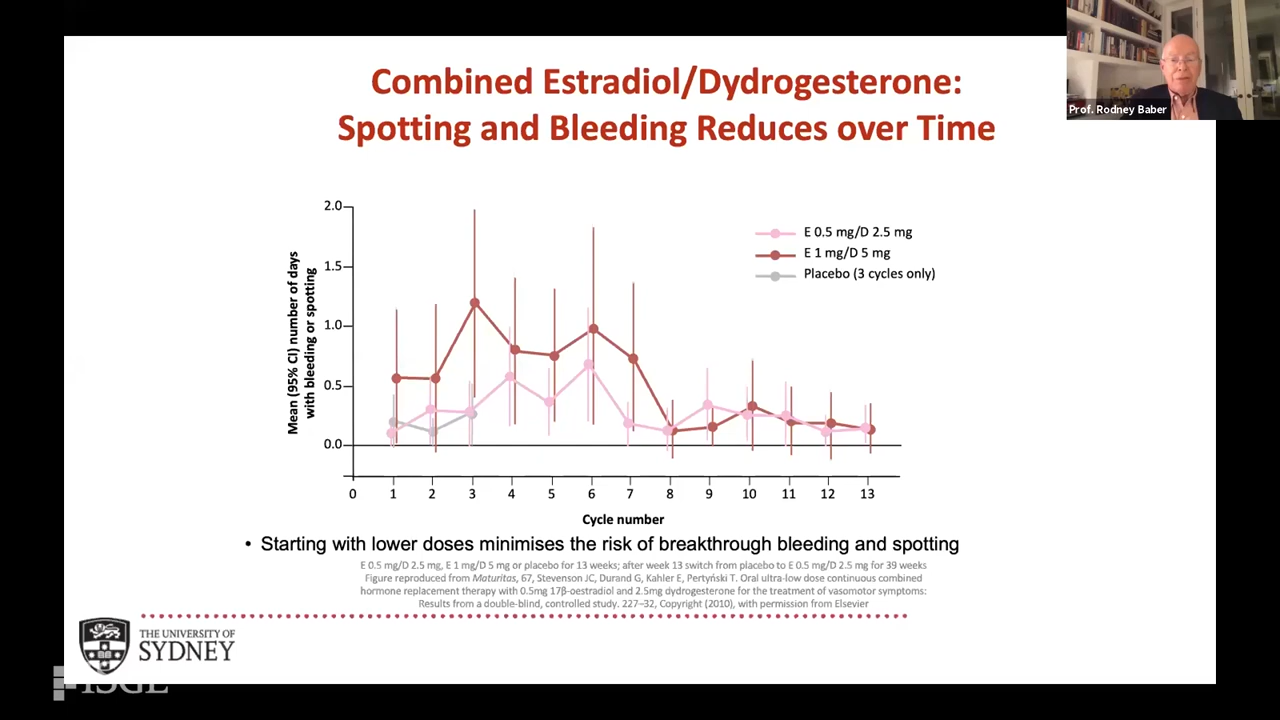 Combined Estradiol/Dydrogesterone:
Spotting and Bleeding Reduces over Time
Prof. Rodney Baber
Mean (95% CI) number of days
with bleeding or spotting
2.0
1.5
1.0
0.5
0.0
E 0.5 mg/D 2.5 mg
E 1 mg/D 5 mg
Placebo (3 cycles only)
0 1 2 3 4 5 6 7 8 9 10 11 12 13
Cycle number
• Starting with lower doses minimises the risk of breakthrough bleeding and spotting
E 0.5 mg/D 2.5 mg, E 1 mg/D 5 mg or placebo for 13 weeks; after week 13 switch from placebo to E 0.5 mg/D 2.5 mg for 39 weeks
Figure reproduced from Maturitas, 67, Stevenson JC, Durand G, Kahler E, Pertyński T. Oral ultra-low dose continuous combined
hormone replacement therapy with 0.5mg 17β-oestradiol and 2.5mg dydrogesterone for the treatment of vasomotor symptoms:
Results from a double-blind, controlled study. 227–32, Copyright (2010), with permission from Elsevier
THE UNIVERSITY OF
SYDNEY